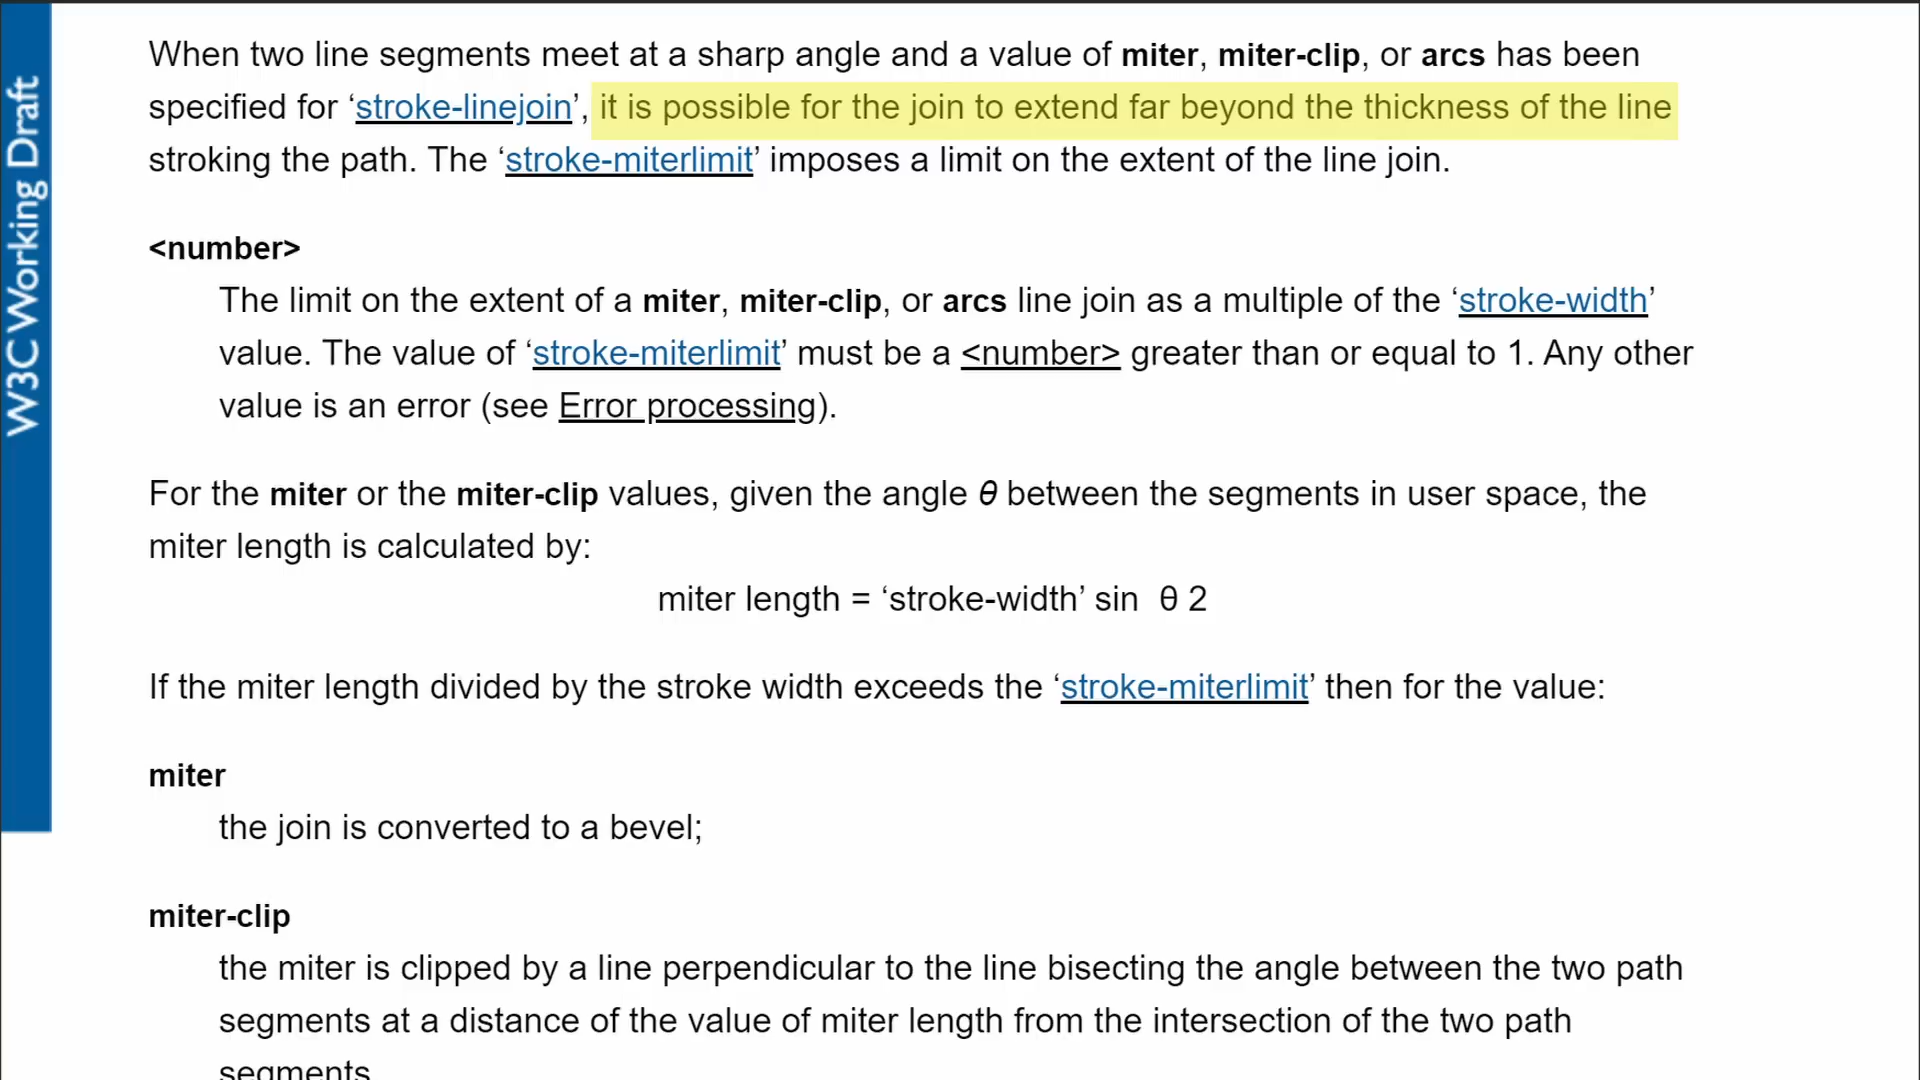 W3C Working Draft
When two line segments meet at a sharp angle and a value of miter, miter-clip, or arcs has been
specified for ‘stroke-linejoin’, it is possible for the join to extend far beyond the thickness of the line
stroking the path. The ‘stroke-miterlimit’ imposes a limit on the extent of the line join.
<number>
The limit on the extent of a miter, miter-clip, or arcs line join as a multiple of the ‘stroke-width’
value. The value of ‘stroke-miterlimit’ must be a <number> greater than or equal to 1. Any other
value is an error (see Error processing).
For the miter or the miter-clip values, given the angle θ between the segments in user space, the
miter length is calculated by:
miter length = ‘stroke-width’ sin θ 2
If the miter length divided by the stroke width exceeds the ‘stroke-miterlimit’ then for the value:
miter
the join is converted to a bevel;
miter-clip
the miter is clipped by a line perpendicular to the line bisecting the angle between the two path
segments at a distance of the value of miter length from the intersection of the two path
segments